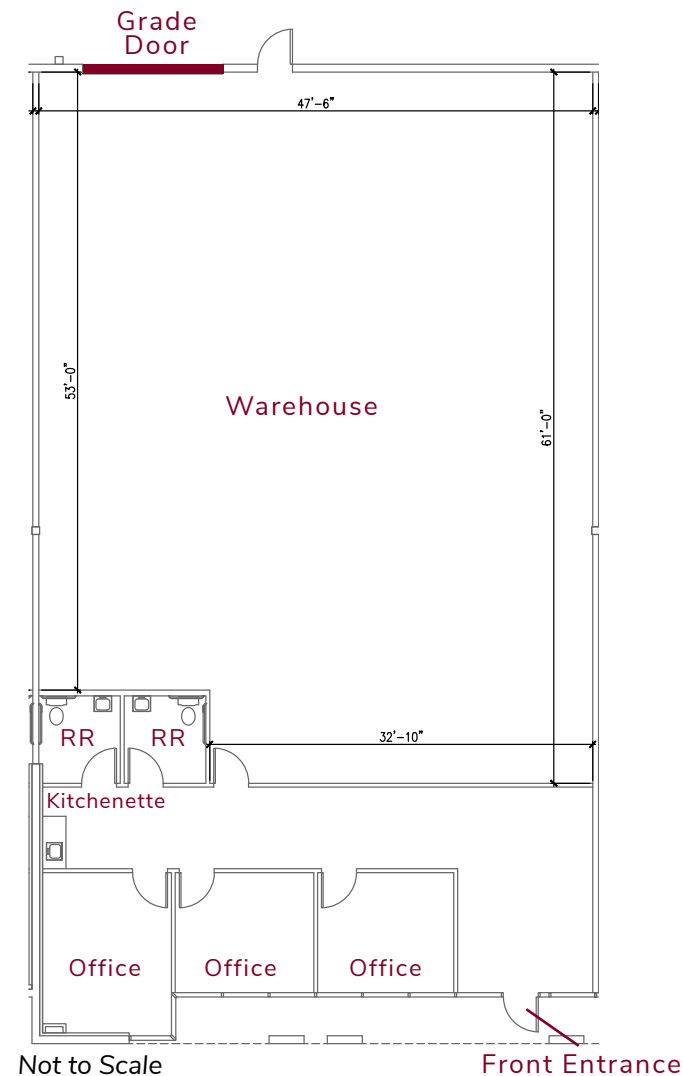 Grade
Door
47'-6"
53'-0"
Warehouse
61'-0"
RR
RR
32'-10"
Kitchenette
Office
Office
Office
Not to Scale
Front Entrance